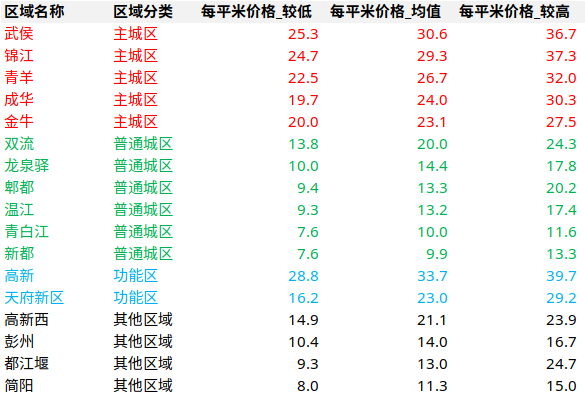 区域名称 区域分类 每平米价格_较低 每平米价格_均值 每平米价格_较高
武侯 主城区 25.3 30.6 36.7
锦江 主城区 24.7 29.3 37.3
青羊 主城区 22.5 26.7 32.0
成华 主城区 19.7 24.0 30.3
金牛 主城区 20.0 23.1 27.5
双流 普通城区 13.8 20.0 24.3
龙泉驿 普通城区 10.0 14.4 17.8
郫都 普通城区 9.4 13.3 20.2
温江 普通城区 9.3 13.2 17.4
青白江 普通城区 7.6 10.0 11.6
新都 普通城区 7.6 9.9 13.3
高新 功能区 28.8 33.7 39.7
天府新区 功能区 16.2 23.0 29.2
高新西 其他区域 14.9 21.1 23.9
彭州 其他区域 10.4 14.0 16.7
都江堰 其他区域 9.3 13.0 24.7
简阳 其他区域 8.0 11.3 15.0